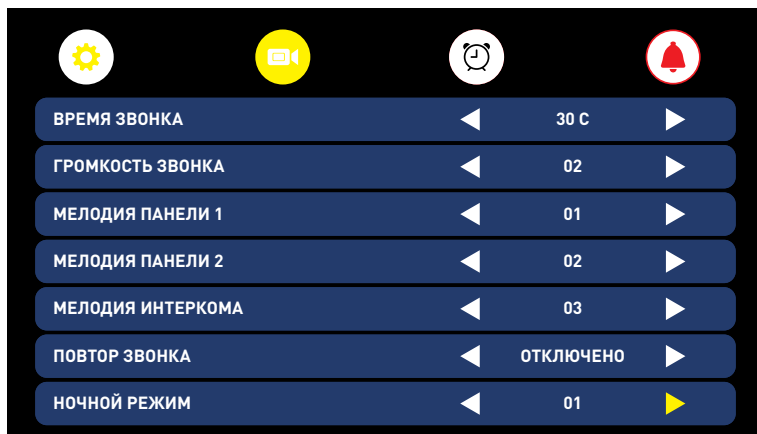 ВРЕМЯ ЗВОНКА 30 С
ГРОМКОСТЬ ЗВОНКА 02
МЕЛОДИЯ ПАНЕЛИ 1 01
МЕЛОДИЯ ПАНЕЛИ 2 02
МЕЛОДИЯ ИНТЕРКОМА 03
ПОВТОР ЗВОНКА ОТКЛЮЧЕНО
НОЧНОЙ РЕЖИМ 01